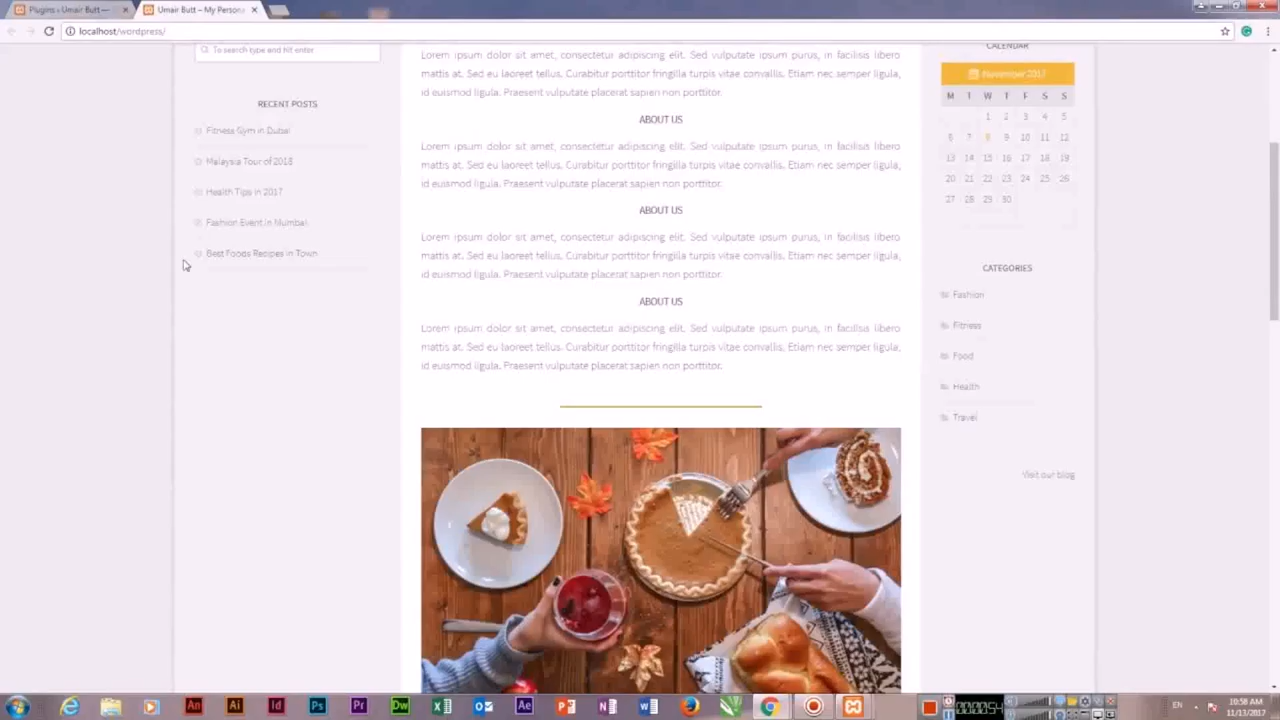 Plugins ‹ Umair Butt —
Umair Butt – My Person
localhost/wordpress/
To search type and hit enter
RECENT POSTS
Fitness Gym in Dubai
Malaysia Tour of 2018
Health Tips in 2017
Fashion Event in Mumbai
Best Foods Recipes in Town
Lorem ipsum dolor sit amet, consectetur adipiscing elit. Sed vulputate ipsum purus, in facilisis libero
mattis at. Sed eu laoreet tellus. Curabitur porttitor fringilla turpis vitae convallis. Etiam nec semper ligula,
id euismod ligula. Praesent vulputate placerat sapien non porttitor.
ABOUT US
Lorem ipsum dolor sit amet, consectetur adipiscing elit. Sed vulputate ipsum purus, in facilisis libero
mattis at. Sed eu laoreet tellus. Curabitur porttitor fringilla turpis vitae convallis. Etiam nec semper ligula,
id euismod ligula. Praesent vulputate placerat sapien non porttitor.
ABOUT US
Lorem ipsum dolor sit amet, consectetur adipiscing elit. Sed vulputate ipsum purus, in facilisis libero
mattis at. Sed eu laoreet tellus. Curabitur porttitor fringilla turpis vitae convallis. Etiam nec semper ligula,
id euismod ligula. Praesent vulputate placerat sapien non porttitor.
ABOUT US
Lorem ipsum dolor sit amet, consectetur adipiscing elit. Sed vulputate ipsum purus, in facilisis libero
mattis at. Sed eu laoreet tellus. Curabitur porttitor fringilla turpis vitae convallis. Etiam nec semper ligula,
id euismod ligula. Praesent vulputate placerat sapien non porttitor.
CALENDAR
November 2017
M T W T F S S
1 2 3 4 5
6 7 8 9 10 11 12
13 14 15 16 17 18 19
20 21 22 23 24 25 26
27 28 29 30
CATEGORIES
Fashion
Fitness
Food
Health
Travel
Visit our blog
An Ai Id Ps Pr Dw Ae
EN
10:58 AM
11/13/2017